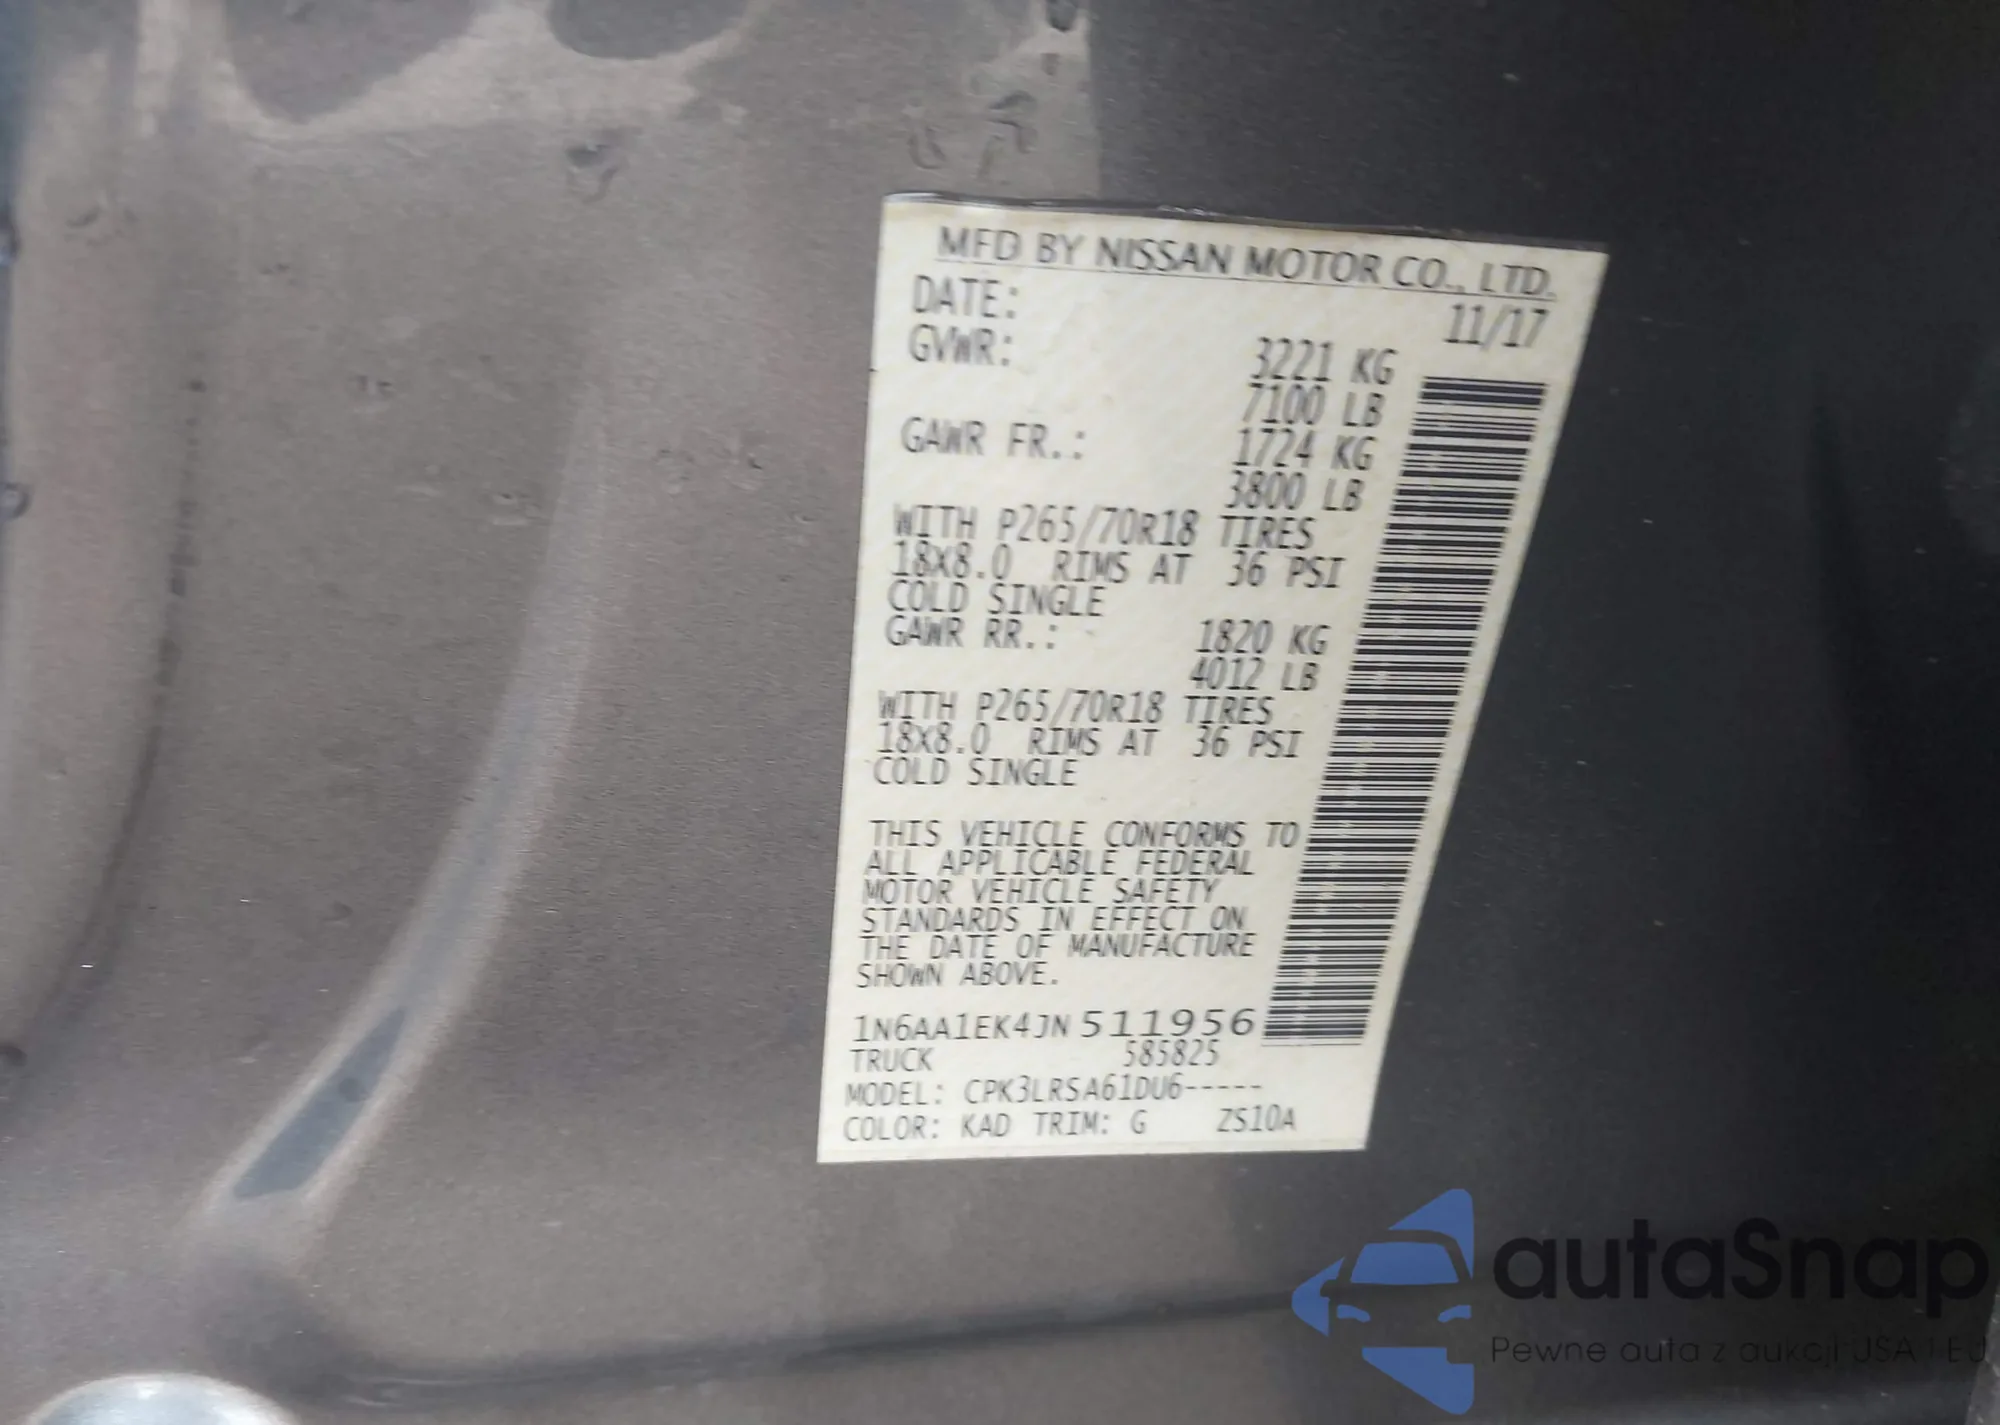 MFD BY NISSAN MOTOR CO., LTD.
DATE: 11/17
GVWR: 3221 KG
7100 LB
GAWR FR.: 1724 KG
3800 LB
WITH P265/70R18 TIRES
18X8.0 RIMS AT 36 PSI
COLD SINGLE
GAWR RR.: 1820 KG
4012 LB
WITH P265/70R18 TIRES
18X8.0 RIMS AT 36 PSI
COLD SINGLE
THIS VEHICLE CONFORMS TO
ALL APPLICABLE FEDERAL
MOTOR VEHICLE SAFETY
STANDARDS IN EFFECT ON
THE DATE OF MANUFACTURE
SHOWN ABOVE.
1N6AA1EK4JN511956
TRUCK 585825
MODEL: CPK3LRSA61DU6-----
COLOR: KAD TRIM: G ZS10A
autaSnap
Pewne auta z aukcji USA i